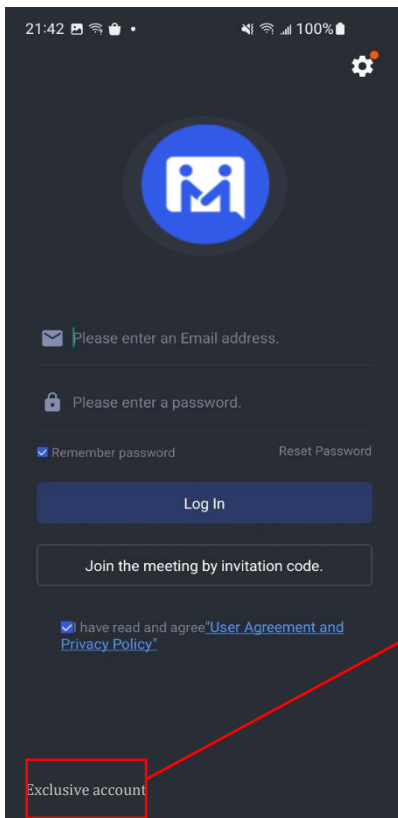 21:42 100%
Please enter an Email address.
Please enter a password.
Remember password Reset Password
Log In
Join the meeting by invitation code.
I have read and agree"User Agreement and
Privacy Policy"
Exclusive account